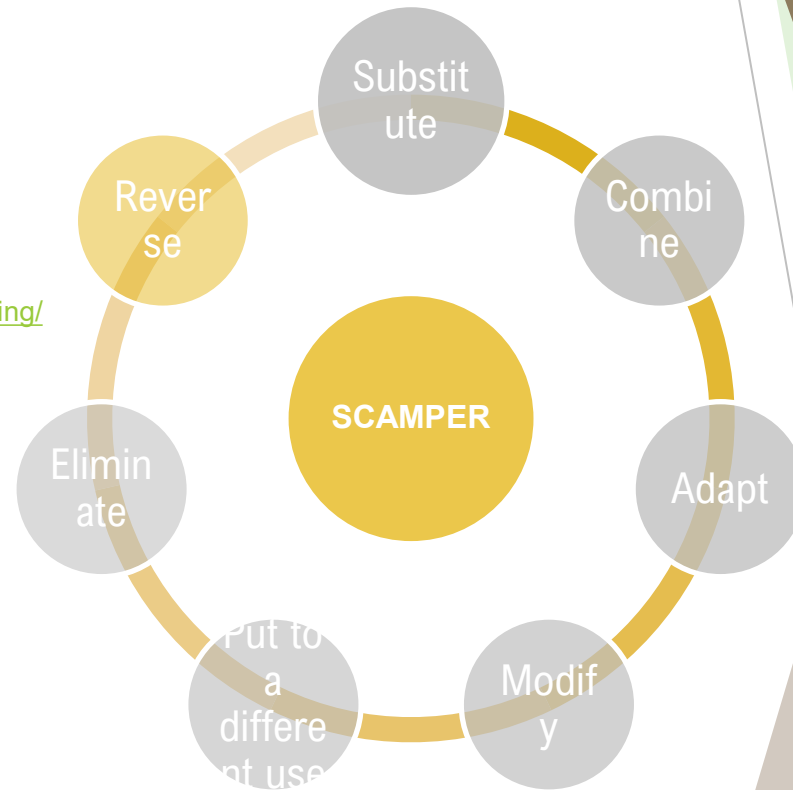 Substit
ute
Combi
ne
Adapt
Modif
y
Put to
a
differe
nt use
Elimin
ate
Rever
se
SCAMPER
ing/